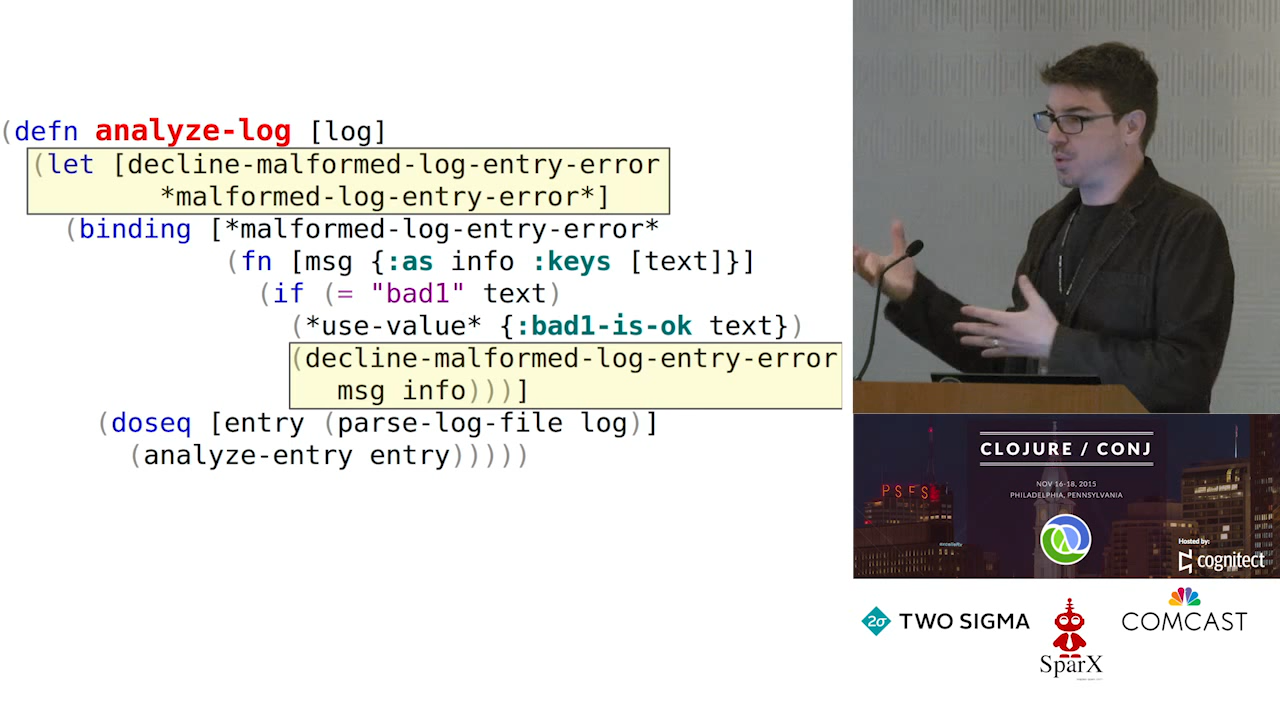 (defn analyze-log [log]
(let [decline-malformed-log-entry-error
*malformed-log-entry-error*]
(binding [*malformed-log-entry-error*
(fn [msg {:as info :keys [text]}]
(if (= "bad1" text)
(*use-value* {:bad1-is-ok text})
(decline-malformed-log-entry-error
msg info)))]
(doseq [entry (parse-log-file log)]
(analyze-entry entry)))))
CLOJURE / CONJ
NOV 16-18, 2015
PHILADELPHIA, PENNSYLVANIA
PSFS
Hosted by:
cognitect
2σ TWO SIGMA
SparX
COMCAST